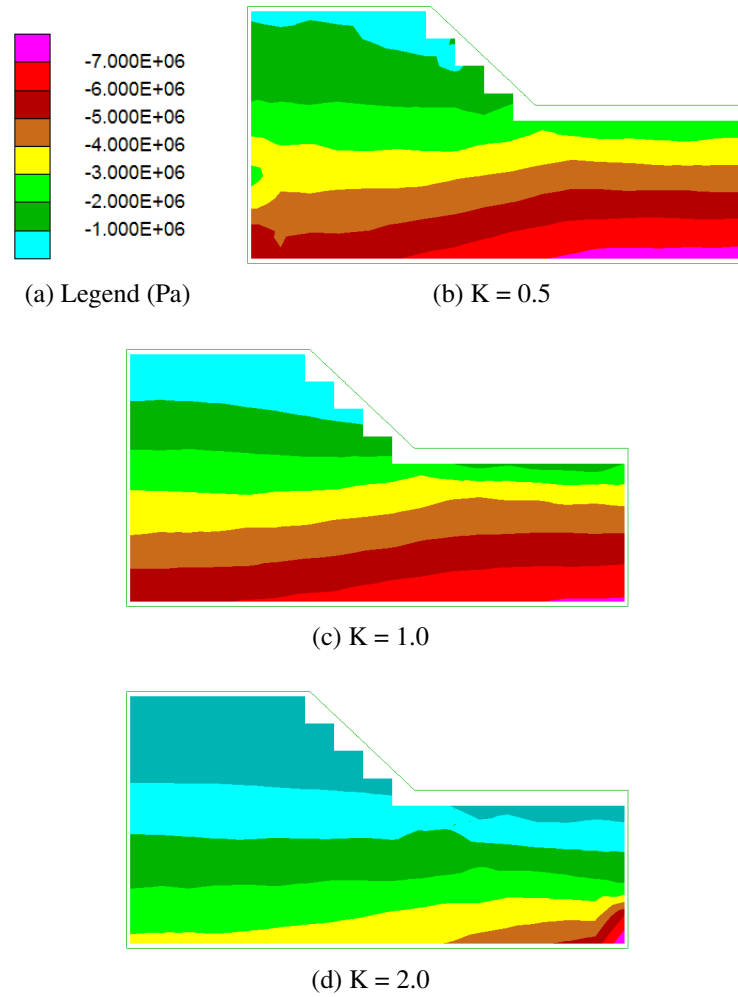 -7.000E+06
-6.000E+06
-5.000E+06
-4.000E+06
-3.000E+06
-2.000E+06
-1.000E+06
(a) Legend (Pa)
(b) K = 0.5
(c) K = 1.0
(d) K = 2.0